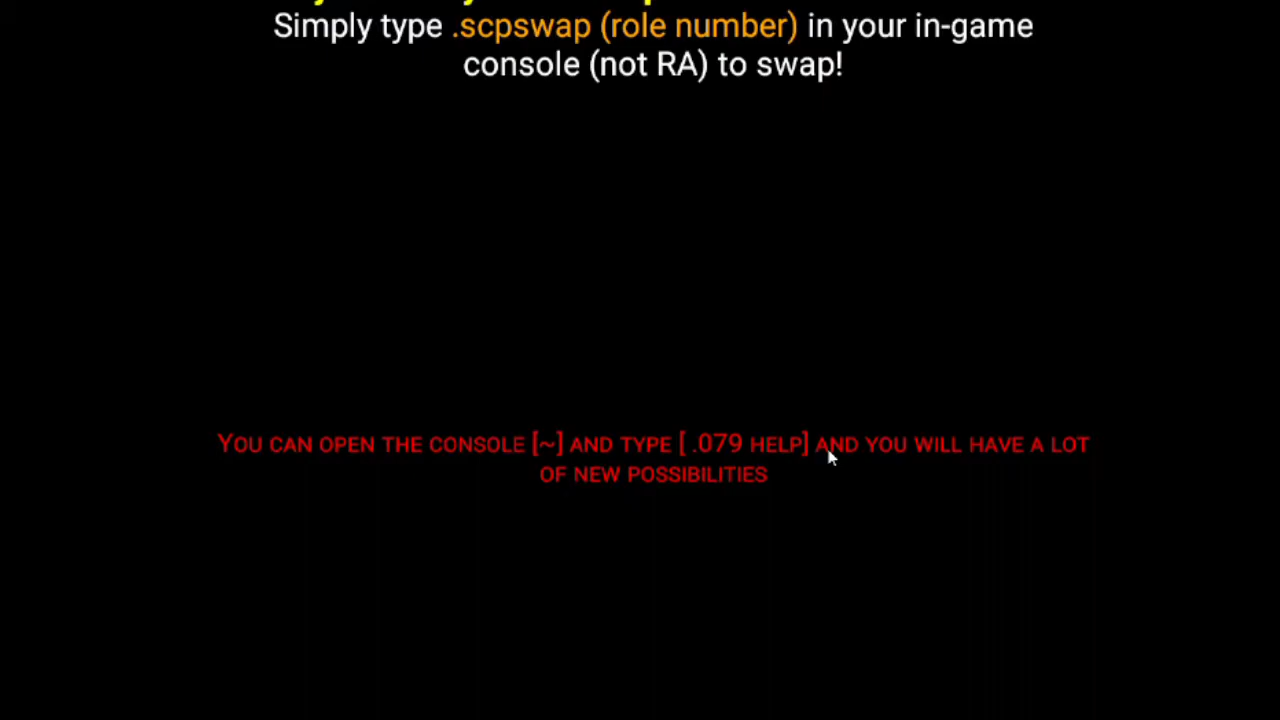 Simply type .scpswap (role number) in your in-game
console (not RA) to swap!
You can open the console [~] and type [ .079 help] and you will have a lot
of new possibilities